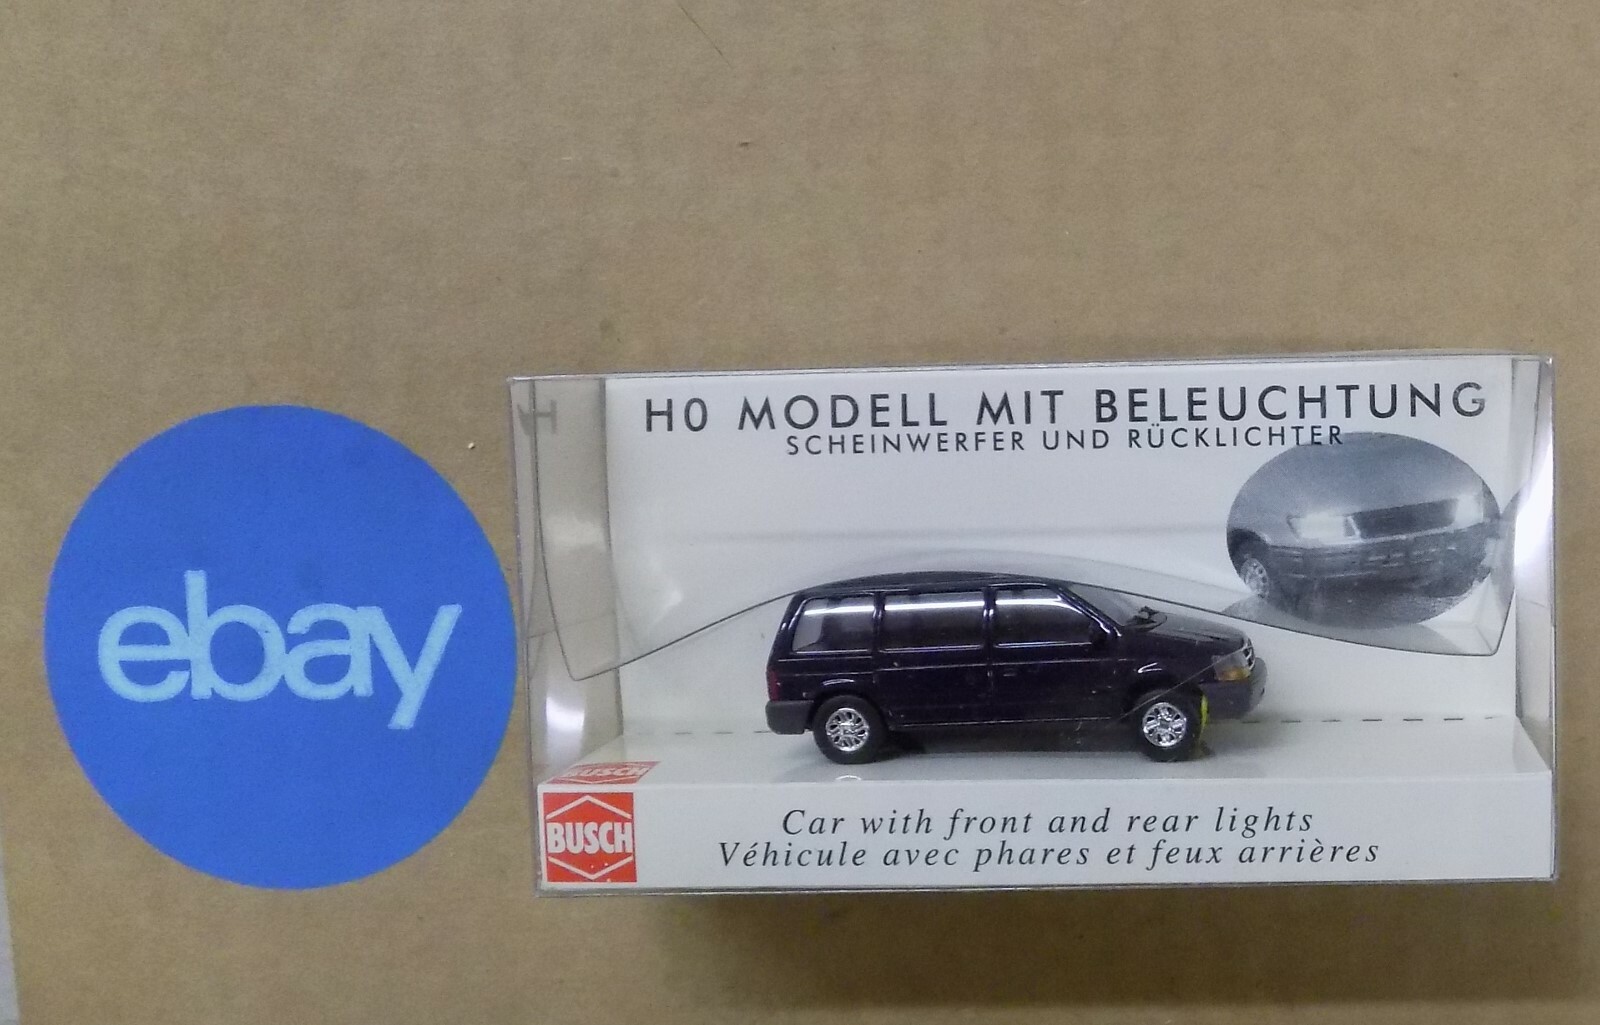 H0 MODELL MIT BELEUCHTUNG
SCHEINWERFER UND RÜCKLICHTER
ebay
BUSCH
BUSCH
Car with front and rear lights
Véhicule avec phares et feux arrières